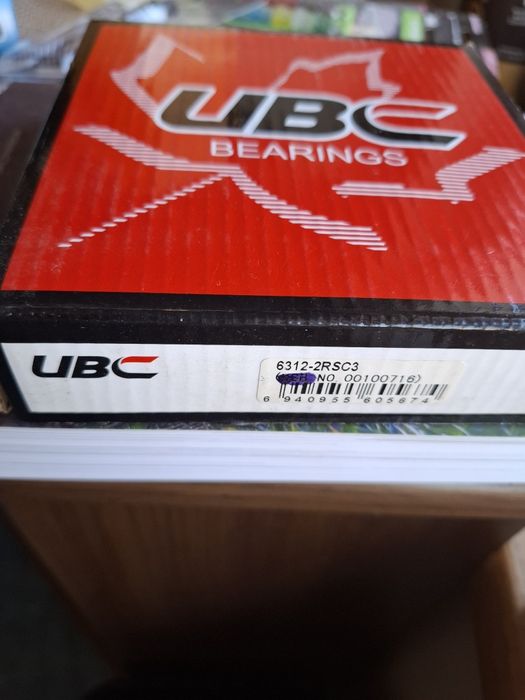 UBC
BEARINGS
UBC
6312-2RSC3
NO. 00100716)
6 940955 605674